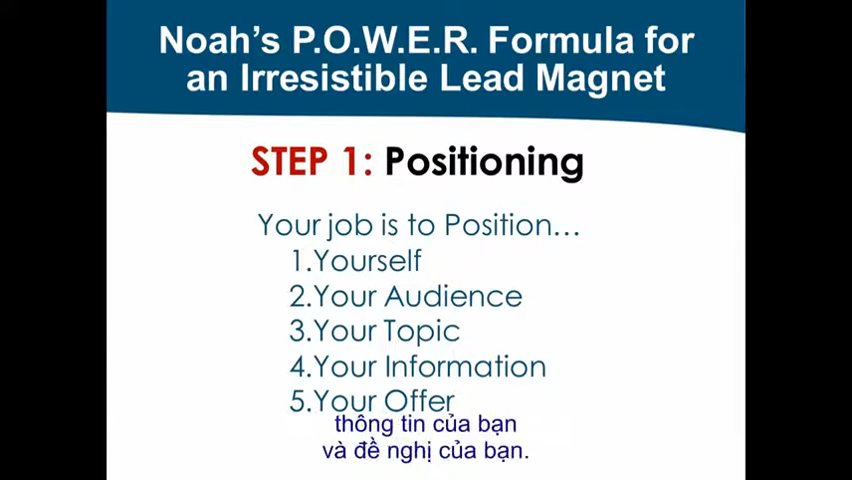 Noah's P.O.W.E.R. Formula for
an Irresistible Lead Magnet
STEP 1: Positioning
Your job is to Position...
1.Yourself
2.Your Audience
3.Your Topic
4.Your Information
5.Your Offer
thông tin của bạn
và đề nghị của bạn.